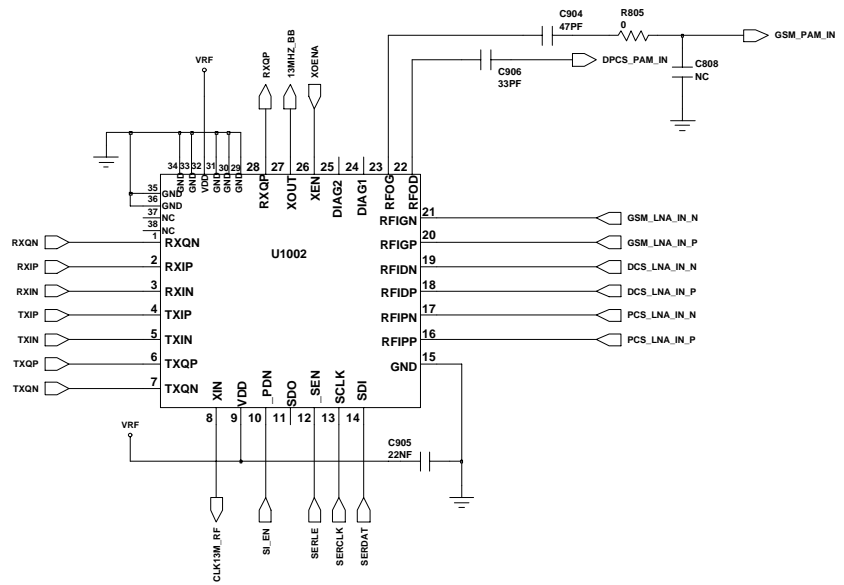 C904
47PF
R805
0
GSM_PAM_IN
C906
33PF
DPCS_PAM_IN
C808
NC
VRF
RXQP
13MHZ_BB
XOENA
34 33 32 31 30 29 28 27 26 25 24 23 22
GND GND VDD GND GND GND RXQP XOUT XEN DIAG2 DIAG1 RFOG RFOD
35 GND
36 GND
37 NC
38 NC
U1002
RXQN 1 RXQN
RXIP 2 RXIP
RXIN 3 RXIN
TXIP 4 TXIP
TXIN 5 TXIN
TXQP 6 TXQP
TXQN 7 TXQN
RFIGN 21 GSM_LNA_IN_N
RFIGP 20 GSM_LNA_IN_P
RFIDN 19 DCS_LNA_IN_N
RFIDP 18 DCS_LNA_IN_P
RFIPN 17 PCS_LNA_IN_N
RFIPP 16 PCS_LNA_IN_P
GND 15
XIN VDD _PDN SDO _SEN SCLK SDI
8 9 10 11 12 13 14
VRF
C905
22NF
CLK13M_RF
SI_EN
SERLE
SERCLK
SERDAT